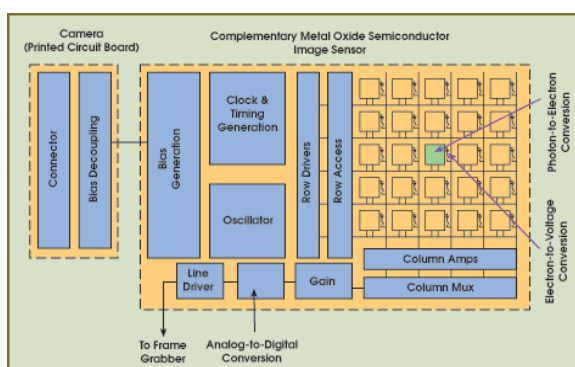 Camera
(Printed Circuit Board)
Complementary Metal Oxide Semiconductor
Image Sensor
Connector
Bias Decoupling
Bias
Generation
Clock &
Timing
Generation
Oscillator
Row Drivers
Row Access
Photon-to-Electron
Conversion
Electron-to-Voltage
Conversion
Column Amps
Line
Driver
Gain
Column Mux
To Frame
Grabber
Analog-to-Digital
Conversion